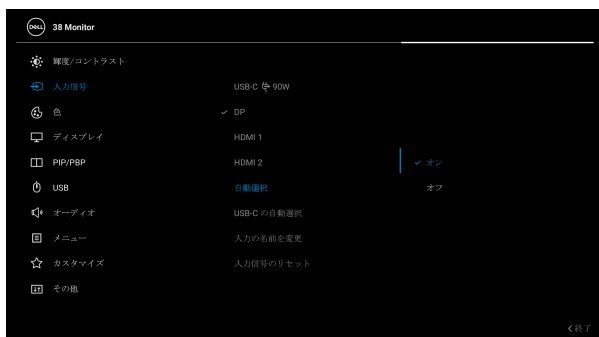 DELL
38 Monitor
輝度/コントラスト
入力信号
USB-C 90W
色
DP
ディスプレイ
HDMI 1
PIP/PBP
HDMI 2
オン
USB
自動選択
オフ
オーディオ
USB-C の自動選択
メニュー
入力の名前を変更
カスタマイズ
入力信号のリセット
その他
終了